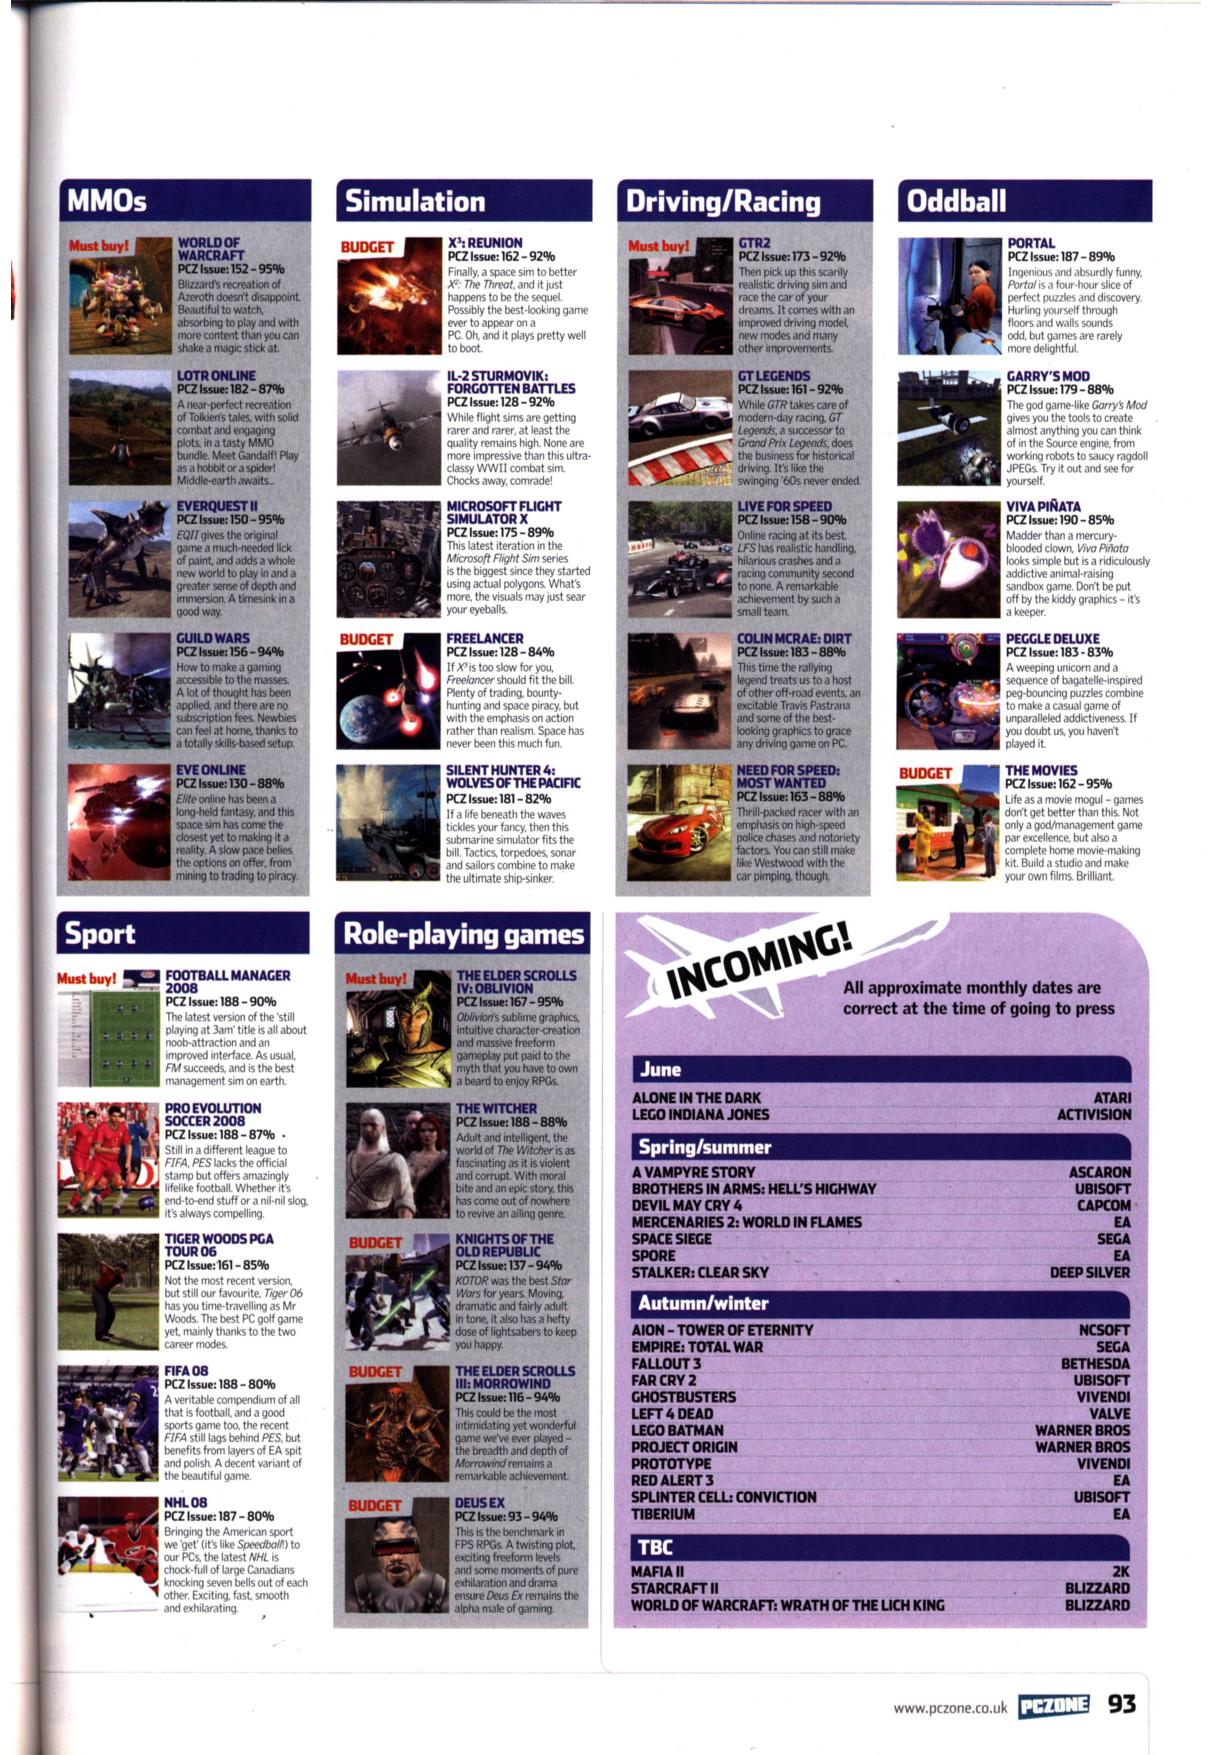 MMOs
Must buy!
WORLD OF
WARCRAFT
PCZ Issue: 152 – 95%
Blizzard's recreation of
Azeroth doesn't disappoint.
Beautiful to watch,
absorbing to play and with
more content than you can
shake a magic stick at.
LOTR ONLINE
PCZ Issue: 182 – 87%
A near-perfect recreation
of Tolkien's tales, with solid
combat and engaging
plots, in a tasty MMO
bundle. Meet Gandalf! Play
as a hobbit or a spider!
Middle-earth awaits...
EVERQUEST II
PCZ Issue: 150 – 95%
EQII gives the original
game a much-needed lick
of paint, and adds a whole
new world to play in and a
greater sense of depth and
immersion. A timesink in a
good way.
GUILD WARS
PCZ Issue: 156 – 94%
How to make a gaming
accessible to the masses.
A lot of thought has been
applied, and there are no
subscription fees. Newbies
can feel at home, thanks to
a totally skills-based setup.
EVE ONLINE
PCZ Issue: 130 – 88%
Elite online has been a
long-held fantasy, and this
space sim has come the
closest yet to making it a
reality. A slow pace belies
the options on offer, from
mining to trading to piracy.
Simulation
BUDGET
X³: REUNION
PCZ Issue: 162 – 92%
Finally, a space sim to better
X²: The Threat, and it just
happens to be the sequel.
Possibly the best-looking game
ever to appear on a
PC. Oh, and it plays pretty well
to boot.
IL-2 STURMOVIK:
FORGOTTEN BATTLES
PCZ Issue: 128 – 92%
While flight sims are getting
rarer and rarer, at least the
quality remains high. None are
more impressive than this ultra-
classy WWII combat sim.
Chocks away, comrade!
MICROSOFT FLIGHT
SIMULATOR X
PCZ Issue: 175 – 89%
This latest iteration in the
Microsoft Flight Sim series
is the biggest since they started
using actual polygons. What's
more, the visuals may just sear
your eyeballs.
BUDGET
FREELANCER
PCZ Issue: 128 – 84%
If X³ is too slow for you,
Freelancer should fit the bill.
Plenty of trading, bounty-
hunting and space piracy, but
with the emphasis on action
rather than realism. Space has
never been this much fun.
SILENT HUNTER 4:
WOLVES OF THE PACIFIC
PCZ Issue: 181 – 82%
If a life beneath the waves
tickles your fancy, then this
submarine simulator fits the
bill. Tactics, torpedoes, sonar
and sailors combine to make
the ultimate ship-sinker.
Driving/Racing
Must buy!
GTR2
PCZ Issue: 173 – 92%
Then pick up this scarily
realistic driving sim and
race the car of your
dreams. It comes with an
improved driving model,
new modes and many
other improvements.
GT LEGENDS
PCZ Issue: 161 – 92%
While GTR takes care of
modern-day racing, GT
Legends, a successor to
Grand Prix Legends, does
the business for historical
driving. It's like the
swinging '60s never ended.
LIVE FOR SPEED
PCZ Issue: 158 – 90%
Online racing at its best.
LFS has realistic handling,
hilarious crashes and a
racing community second
to none. A remarkable
achievement by such a
small team.
COLIN MCRAE: DIRT
PCZ Issue: 183 – 88%
This time the rallying
legend treats us to a host
of other off-road events, an
excitable Travis Pastrana
and some of the best-
looking graphics to grace
any driving game on PC.
NEED FOR SPEED:
MOST WANTED
PCZ Issue: 163 – 88%
Thrill-packed racer with an
emphasis on high-speed
police chases and notoriety
factors. You can still make
like Westwood with the
car pimping, though.
Oddball
PORTAL
PCZ Issue: 187 – 89%
Ingenious and absurdly funny,
Portal is a four-hour slice of
perfect puzzles and discovery.
Hurling yourself through
floors and walls sounds
odd, but games are rarely
more delightful.
GARRY'S MOD
PCZ Issue: 179 – 88%
The god game-like Garry's Mod
gives you the tools to create
almost anything you can think
of in the Source engine, from
working robots to saucy ragdoll
JPEGs. Try it out and see for
yourself.
VIVA PIÑATA
PCZ Issue: 190 – 85%
Madder than a mercury-
blooded clown, Viva Piñata
looks simple but is a ridiculously
addictive animal-raising
sandbox game. Don't be put
off by the kiddy graphics – it's
a keeper.
PEGGLE DELUXE
PCZ Issue: 183 - 83%
A weeping unicorn and a
sequence of bagatelle-inspired
peg-bouncing puzzles combine
to make a casual game of
unparalleled addictiveness. If
you doubt us, you haven't
played it.
BUDGET
THE MOVIES
PCZ Issue: 162 – 95%
Life as a movie mogul – games
don't get better than this. Not
only a god/management game
par excellence, but also a
complete home movie-making
kit. Build a studio and make
your own films. Brilliant.
Sport
Must buy!
FOOTBALL MANAGER
2008
PCZ Issue: 188 – 90%
The latest version of the 'still
playing at 3am' title is all about
noob-attraction and an
improved interface. As usual,
FM succeeds, and is the best
management sim on earth.
PRO EVOLUTION
SOCCER 2008
PCZ Issue: 188 – 87%
Still in a different league to
FIFA, PES lacks the official
stamp but offers amazingly
lifelike football. Whether it's
end-to-end stuff or a nil-nil slog,
it's always compelling.
TIGER WOODS PGA
TOUR 06
PCZ Issue: 161 – 85%
Not the most recent version,
but still our favourite, Tiger 06
has you time-travelling as Mr
Woods. The best PC golf game
yet, mainly thanks to the two
career modes.
FIFA 08
PCZ Issue: 188 – 80%
A veritable compendium of all
that is football, and a good
sports game too, the recent
FIFA still lags behind PES, but
benefits from layers of EA spit
and polish. A decent variant of
the beautiful game.
NHL 08
PCZ Issue: 187 – 80%
Bringing the American sport
we 'get' (it's like Speedball!) to
our PCs, the latest NHL is
chock-full of large Canadians
knocking seven bells out of each
other. Exciting, fast, smooth
and exhilarating.
Role-playing games
Must buy!
THE ELDER SCROLLS
IV: OBLIVION
PCZ Issue: 167 – 95%
Oblivion's sublime graphics,
intuitive character-creation
and massive freeform
gameplay put paid to the
myth that you have to own
a beard to enjoy RPGs.
THE WITCHER
PCZ Issue: 188 – 88%
Adult and intelligent, the
world of The Witcher is as
fascinating as it is violent
and corrupt. With moral
bite and an epic story, this
has come out of nowhere
to revive an ailing genre.
BUDGET
KNIGHTS OF THE
OLD REPUBLIC
PCZ Issue: 137 – 94%
KOTOR was the best Star
Wars for years. Moving,
dramatic and fairly adult
in tone, it also has a hefty
dose of lightsabers to keep
you happy.
BUDGET
THE ELDER SCROLLS
III: MORROWIND
PCZ Issue: 116 – 94%
This could be the most
intimidating yet wonderful
game we've ever played –
the breadth and depth of
Morrowind remains a
remarkable achievement.
BUDGET
DEUS EX
PCZ Issue: 93 – 94%
This is the benchmark in
FPS RPGs. A twisting plot,
exciting freeform levels
and some moments of pure
exhilaration and drama
ensure Deus Ex remains the
alpha male of gaming.
INCOMING!
All approximate monthly dates are
correct at the time of going to press
June
ALONE IN THE DARK ATARI
LEGO INDIANA JONES ACTIVISION
Spring/summer
A VAMPYRE STORY ASCARON
BROTHERS IN ARMS: HELL'S HIGHWAY UBISOFT
DEVIL MAY CRY 4 CAPCOM
MERCENARIES 2: WORLD IN FLAMES EA
SPACE SIEGE SEGA
SPORE EA
STALKER: CLEAR SKY DEEP SILVER
Autumn/winter
AION – TOWER OF ETERNITY NCSOFT
EMPIRE: TOTAL WAR SEGA
FALLOUT 3 BETHESDA
FAR CRY 2 UBISOFT
GHOSTBUSTERS VIVENDI
LEFT 4 DEAD VALVE
LEGO BATMAN WARNER BROS
PROJECT ORIGIN WARNER BROS
PROTOTYPE VIVENDI
RED ALERT 3 EA
SPLINTER CELL: CONVICTION UBISOFT
TIBERIUM EA
TBC
MAFIA II 2K
STARCRAFT II BLIZZARD
WORLD OF WARCRAFT: WRATH OF THE LICH KING BLIZZARD
www.pczone.co.uk PCZONE 93